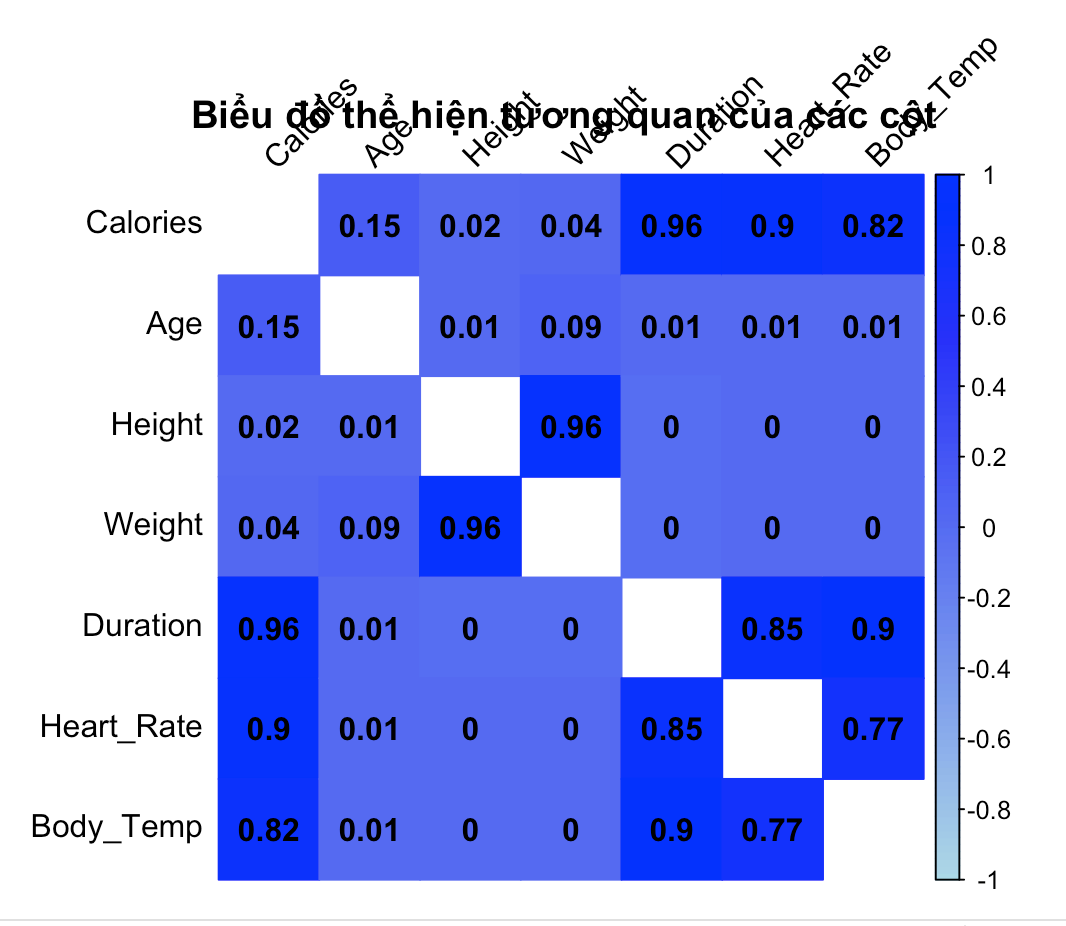 Biểu đồ thể hiện tương quan của các cột
Calories Age Height Weight Duration Heart_Rate Body_Temp
Calories 0.15 0.02 0.04 0.96 0.9 0.82
Age 0.15 0.01 0.09 0.01 0.01 0.01
Height 0.02 0.01 0.96 0 0 0
Weight 0.04 0.09 0.96 0 0 0
Duration 0.96 0.01 0 0 0.85 0.9
Heart_Rate 0.9 0.01 0 0 0.85 0.77
Body_Temp 0.82 0.01 0 0 0.9 0.77
1
0.8
0.6
0.4
0.2
0
-0.2
-0.4
-0.6
-0.8
-1